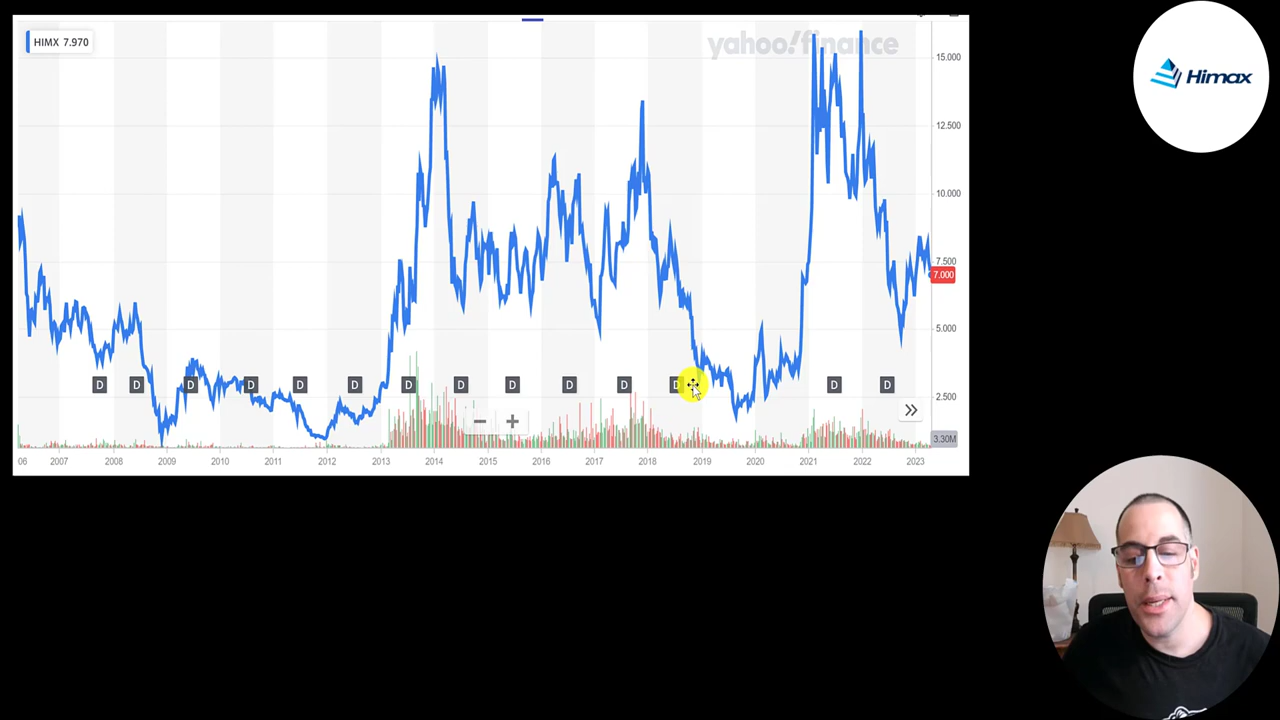 HIMX 7.970
yahoo!finance
Himax
15.000
12.500
10.000
7.500
7.000
5.000
2.500
D D D D D D D D D D D D D D
3.30M
06 2007 2008 2009 2010 2011 2012 2013 2014 2015 2016 2017 2018 2019 2020 2021 2022 2023